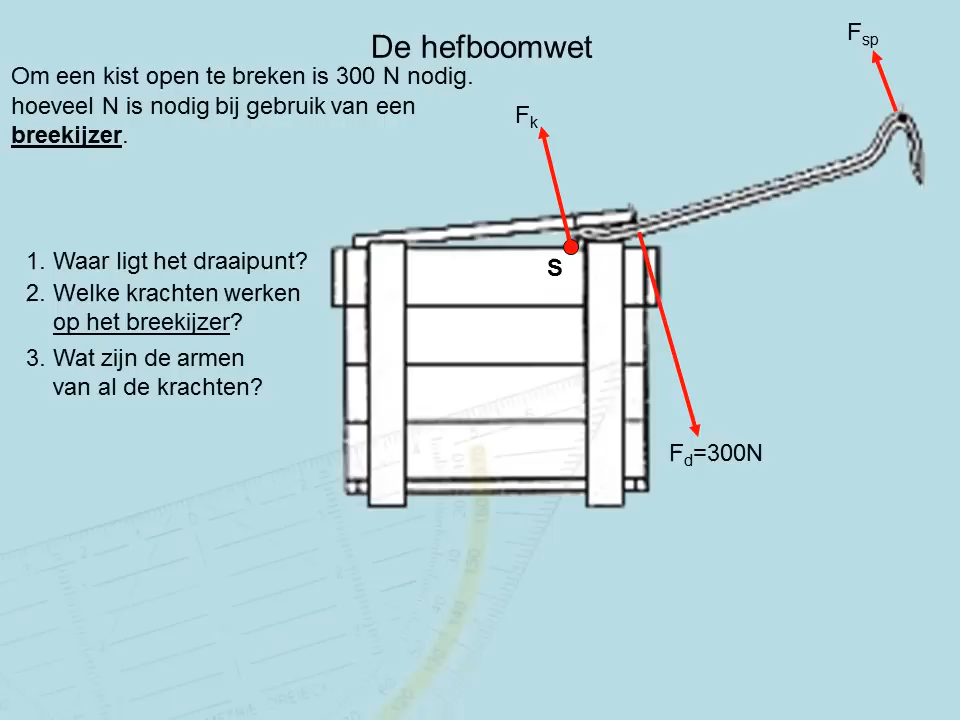 De hefboomwet
Om een kist open te breken is 300 N nodig.
hoeveel N is nodig bij gebruik van een
breekijzer.
1. Waar ligt het draaipunt?
2. Welke krachten werken
op het breekijzer?
3. Wat zijn de armen
van al de krachten?
Fsp
Fk
S
Fd=300N